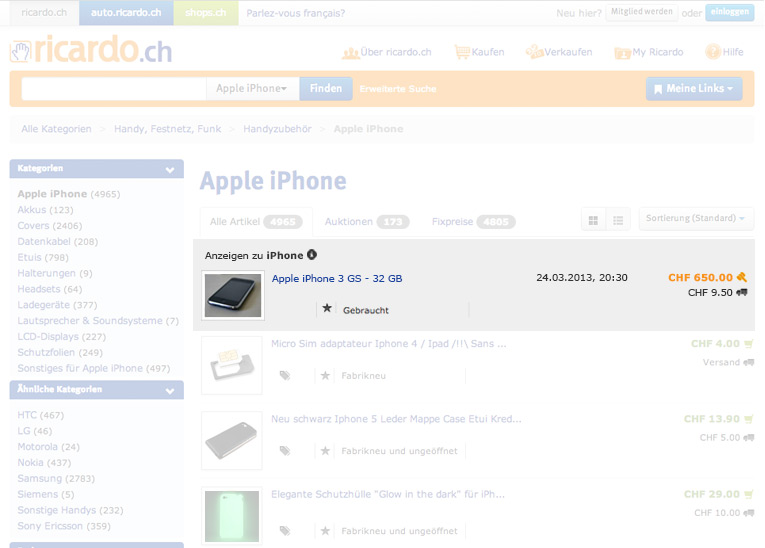 ricardo.ch auto.ricardo.ch shops.ch Parlez-vous français? Neu hier? Mitglied werden oder einloggen
ricardo.ch Über ricardo.ch Kaufen Verkaufen My Ricardo Hilfe
Apple iPhone Finden Erweiterte Suche Meine Links
Alle Kategorien > Handy, Festnetz, Funk > Handyzubehör > Apple iPhone
Kategorien
Apple iPhone (4965)
Akkus (123)
Covers (2406)
Datenkabel (208)
Etuis (798)
Halterungen (9)
Headsets (64)
Ladegeräte (377)
Lautsprecher & Soundsysteme (7)
LCD-Displays (227)
Schutzfolien (249)
Sonstiges für Apple iPhone (497)
Ähnliche Kategorien
HTC (467)
LG (46)
Motorola (24)
Nokia (437)
Samsung (2783)
Siemens (5)
Sonstige Handys (232)
Sony Ericsson (359)
Apple iPhone
Alle Artikel 4965 Auktionen 173 Fixpreise 4805 Sortierung (Standard)
Anzeigen zu iPhone
Apple iPhone 3 GS - 32 GB 24.03.2013, 20:30 CHF 650.00
CHF 9.50
Gebraucht
Micro Sim adaptateur Iphone 4 / Ipad /!!\ Sans ... CHF 4.00
Versand
Fabrikneu
Neu schwarz Iphone 5 Leder Mappe Case Etui Kred... CHF 13.90
CHF 5.00
Fabrikneu und ungeöffnet
Elegante Schutzhülle "Glow in the dark" für iPh... CHF 29.00
CHF 10.00
Fabrikneu und ungeöffnet